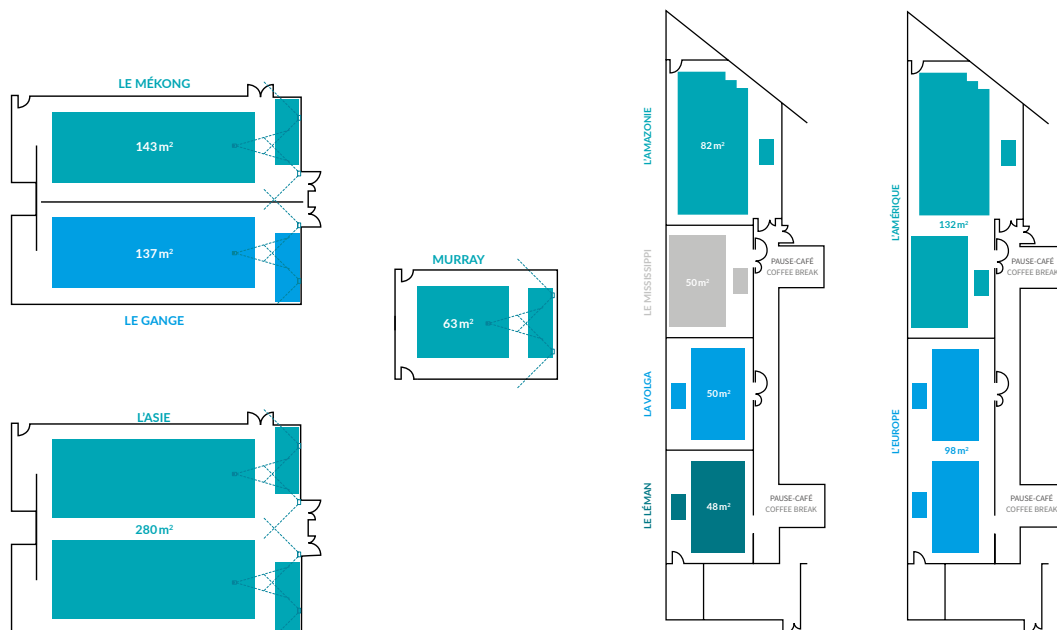 LE MÉKONG
143 m²
137 m²
LE GANGE
L'ASIE
280 m²
MURRAY
63 m²
L'AMAZONIE
82 m²
LE MISSISSIPPI
50 m²
PAUSE-CAFÉ
COFFEE BREAK
LA VOLGA
50 m²
LE LÉMAN
48 m²
PAUSE-CAFÉ
COFFEE BREAK
L'AMÉRIQUE
132 m²
PAUSE-CAFÉ
COFFEE BREAK
L'EUROPE
98 m²
PAUSE-CAFÉ
COFFEE BREAK